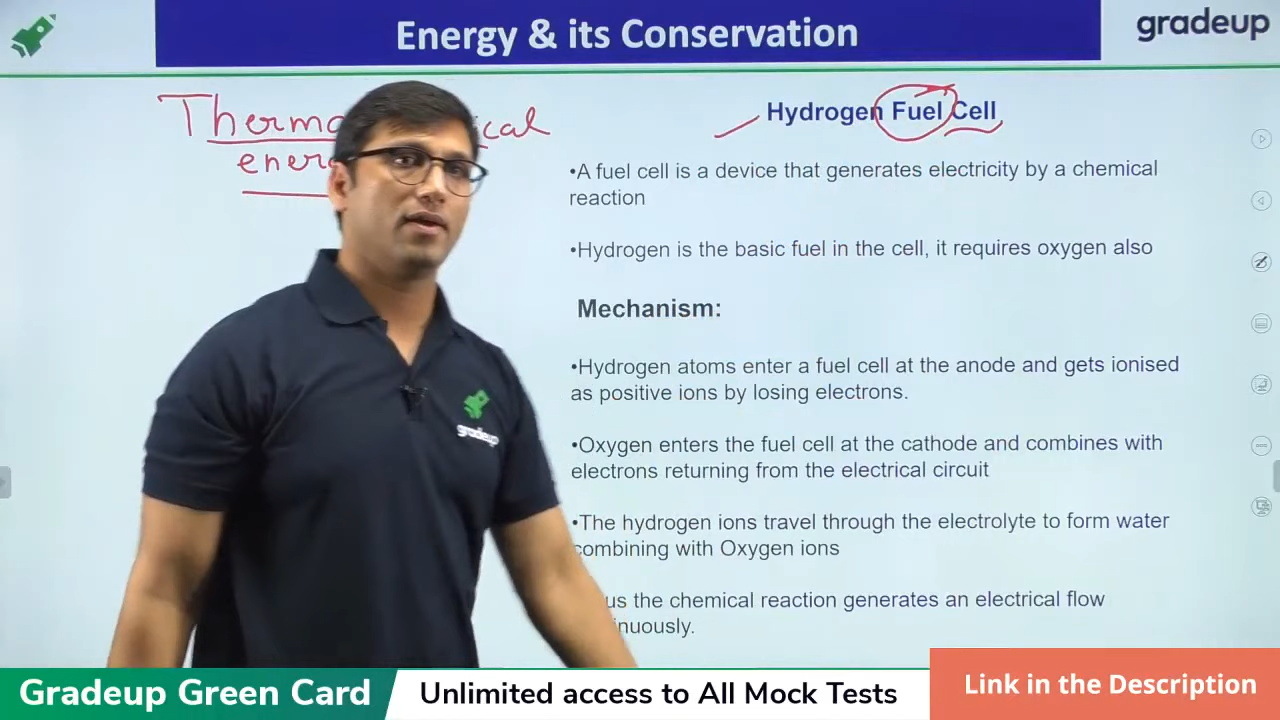 Energy & its Conservation
gradeup
Hydrogen Fuel Cell
•A fuel cell is a device that generates electricity by a chemical
reaction
•Hydrogen is the basic fuel in the cell, it requires oxygen also
Mechanism:
•Hydrogen atoms enter a fuel cell at the anode and gets ionised
as positive ions by losing electrons.
•Oxygen enters the fuel cell at the cathode and combines with
electrons returning from the electrical circuit
•The hydrogen ions travel through the electrolyte to form water
combining with Oxygen ions
the chemical reaction generates an electrical flow
gradeup
Gradeup Green Card
Unlimited access to All Mock Tests
Link in the Description